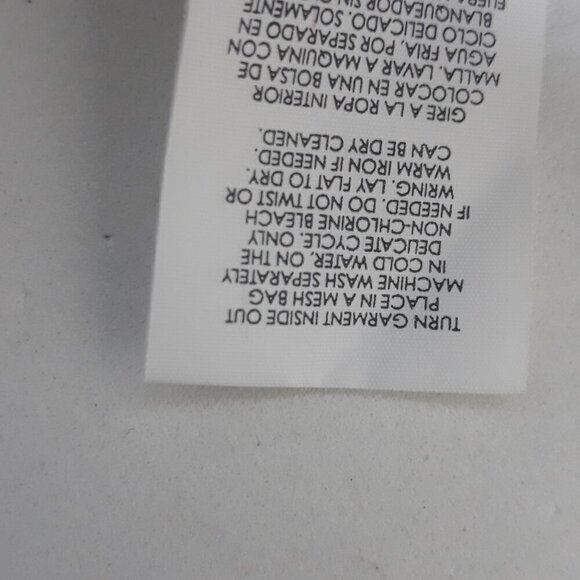 TURN GARMENT INSIDE OUT
PLACE IN A MESH BAG
MACHINE WASH SEPARATELY
IN COLD WATER, ON THE
DELICATE CYCLE. ONLY
NON-CHLORINE BLEACH
IF NEEDED. DO NOT TWIST OR
WRING. LAY FLAT TO DRY.
WARM IRON IF NEEDED.
CAN BE DRY CLEANED.
GIRE A LA ROPA INTERIOR
COLOCAR EN UNA BOLSA DE
MALLA. LAVAR A MAQUINA CON
AGUA FRIA, POR SEPARADO EN
CICLO DELICADO. SOLAMENTE
BLANQUEADOR SIN